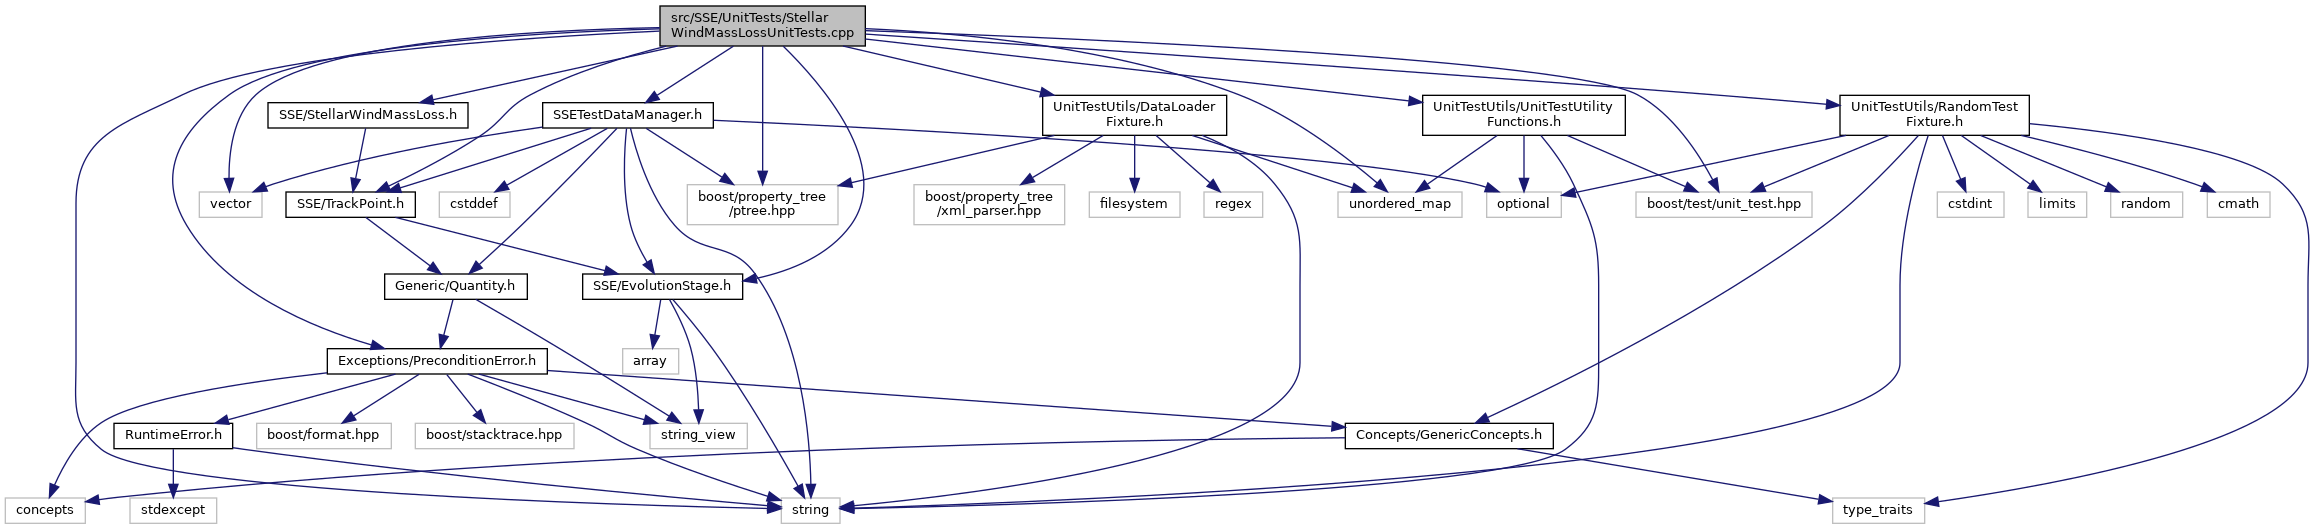 src/SSE/UnitTests/Stellar
WindMassLossUnitTests.cpp
SSE/StellarWindMassLoss.h
SSETestDataManager.h
UnitTestUtils/DataLoader
Fixture.h
UnitTestUtils/UnitTestUtility
Functions.h
UnitTestUtils/RandomTest
Fixture.h
vector
SSE/TrackPoint.h
cstddef
boost/property_tree
/ptree.hpp
boost/property_tree
/xml_parser.hpp
filesystem
regex
unordered_map
optional
boost/test/unit_test.hpp
cstdint
limits
random
cmath
Generic/Quantity.h
SSE/EvolutionStage.h
Exceptions/PreconditionError.h
array
RuntimeError.h
boost/format.hpp
boost/stacktrace.hpp
string_view
Concepts/GenericConcepts.h
concepts
stdexcept
string
type_traits